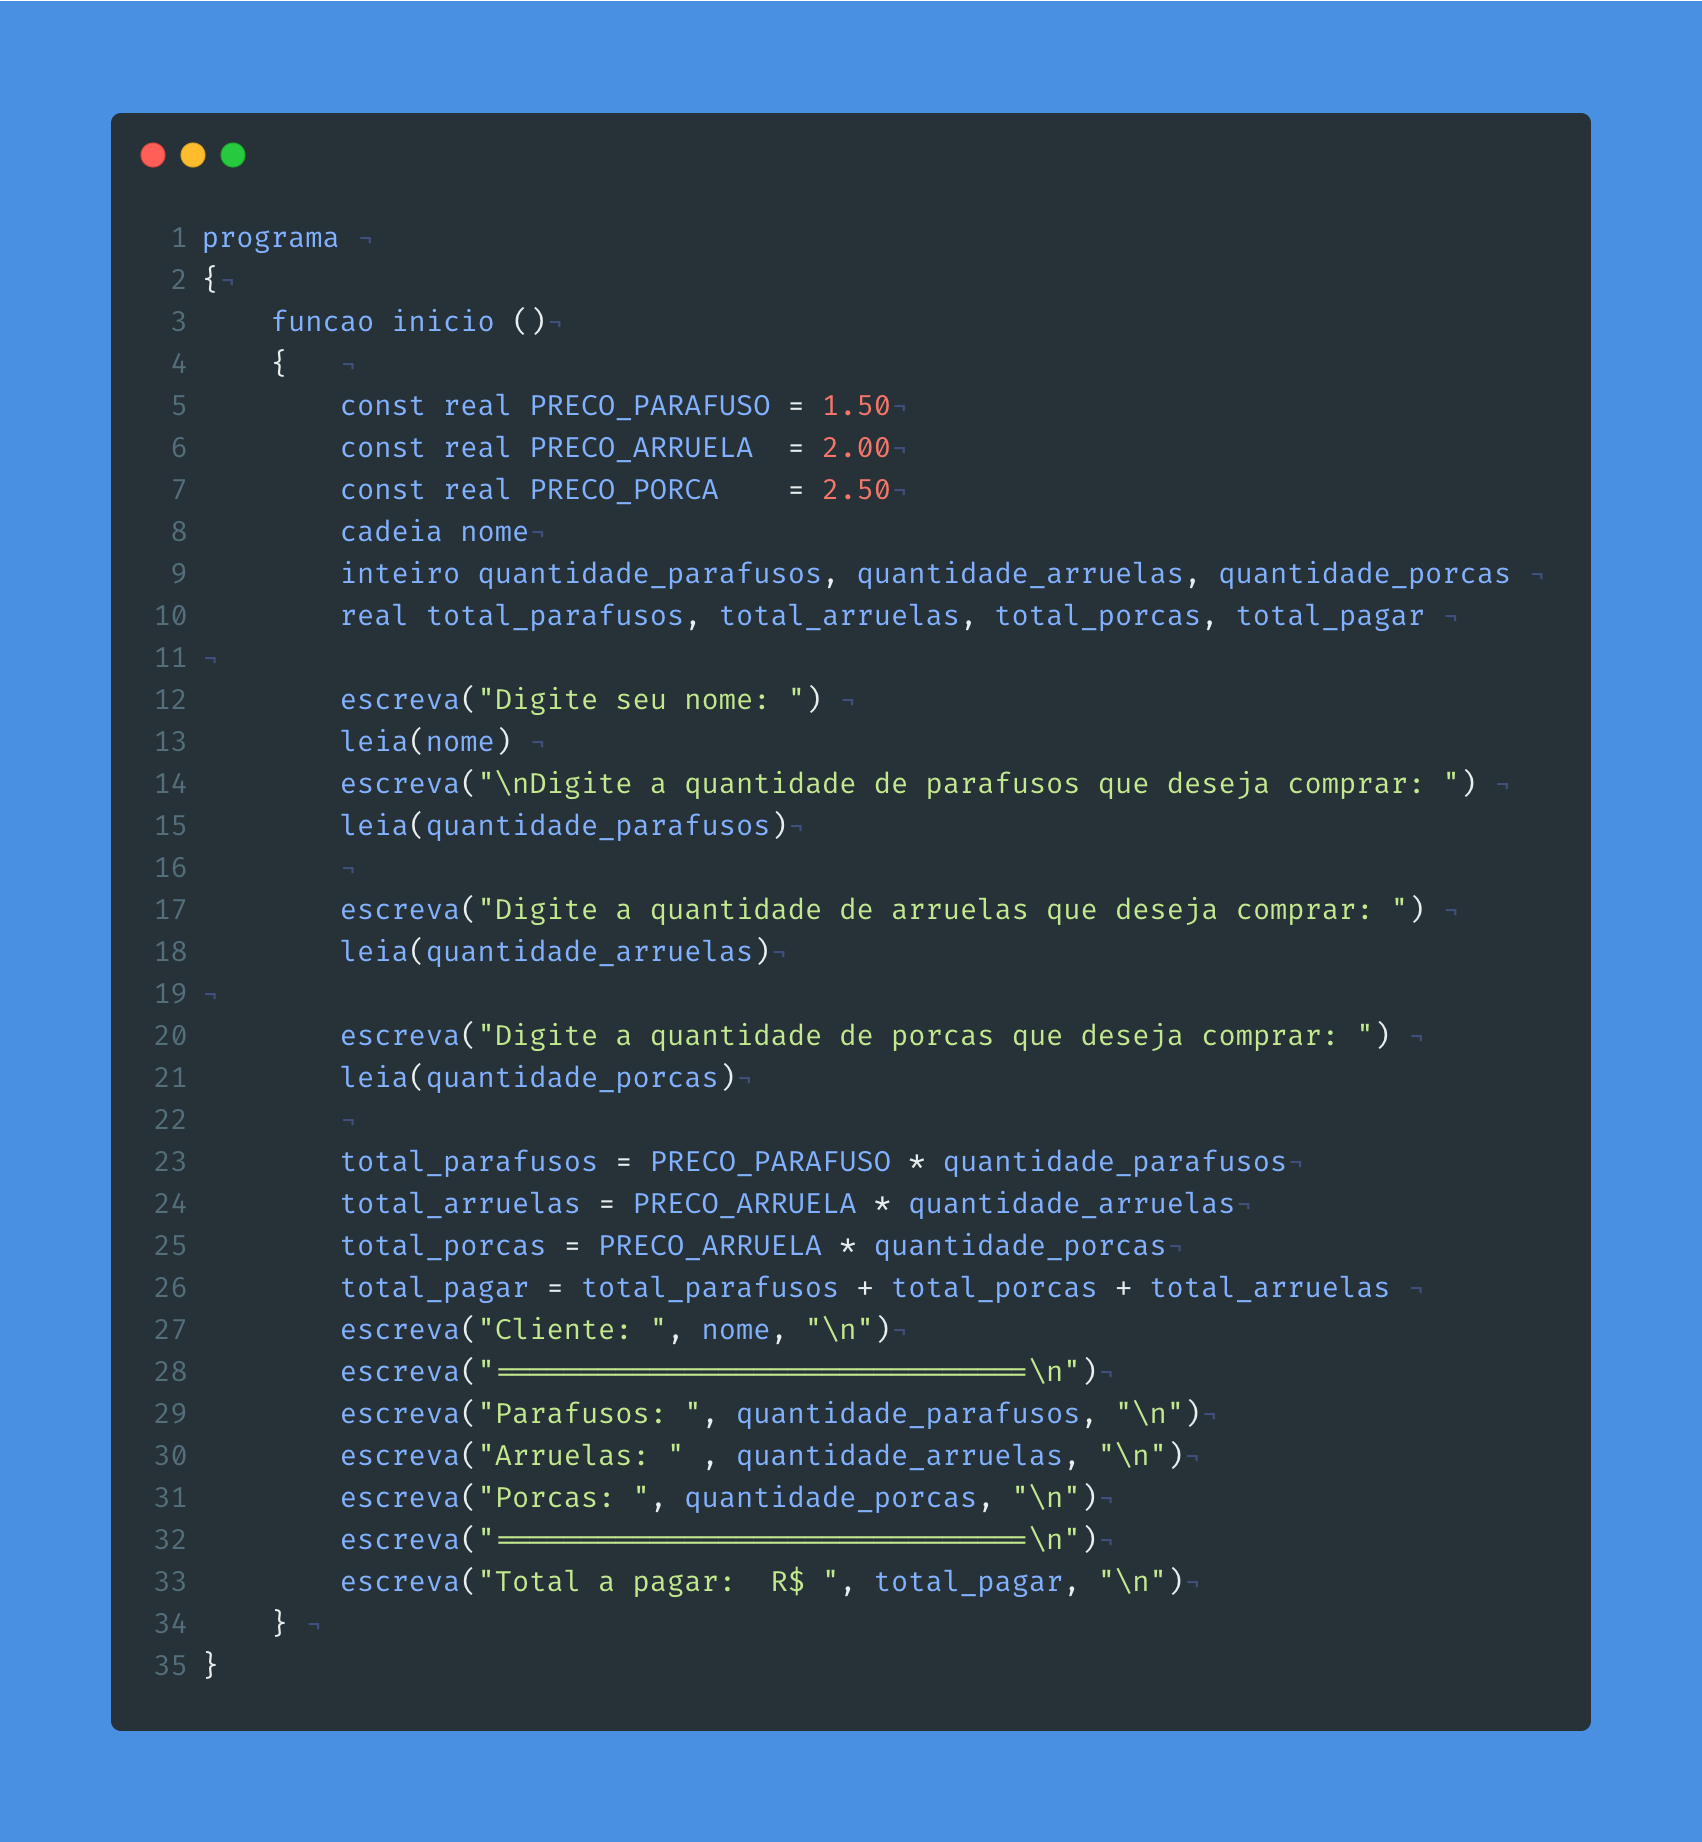 1 programa ¬
2 {¬
3     funcao inicio ()¬
4     {   ¬
5         const real PRECO_PARAFUSO = 1.50¬
6         const real PRECO_ARRUELA  = 2.00¬
7         const real PRECO_PORCA    = 2.50¬
8         cadeia nome¬
9         inteiro quantidade_parafusos, quantidade_arruelas, quantidade_porcas ¬
10         real total_parafusos, total_arruelas, total_porcas, total_pagar ¬
11 ¬
12         escreva("Digite seu nome: ") ¬
13         leia(nome) ¬
14         escreva("\nDigite a quantidade de parafusos que deseja comprar: ") ¬
15         leia(quantidade_parafusos)¬
16         ¬
17         escreva("Digite a quantidade de arruelas que deseja comprar: ") ¬
18         leia(quantidade_arruelas)¬
19 ¬
20         escreva("Digite a quantidade de porcas que deseja comprar: ") ¬
21         leia(quantidade_porcas)¬
22         ¬
23         total_parafusos = PRECO_PARAFUSO * quantidade_parafusos¬
24         total_arruelas = PRECO_ARRUELA * quantidade_arruelas¬
25         total_porcas = PRECO_ARRUELA * quantidade_porcas¬
26         total_pagar = total_parafusos + total_porcas + total_arruelas ¬
27         escreva("Cliente: ", nome, "\n")¬
28         escreva("===============================\n")¬
29         escreva("Parafusos: ", quantidade_parafusos, "\n")¬
30         escreva("Arruelas: " , quantidade_arruelas, "\n")¬
31         escreva("Porcas: ", quantidade_porcas, "\n")¬
32         escreva("===============================\n")¬
33         escreva("Total a pagar:  R$ ", total_pagar, "\n")¬
34     } ¬
35 }